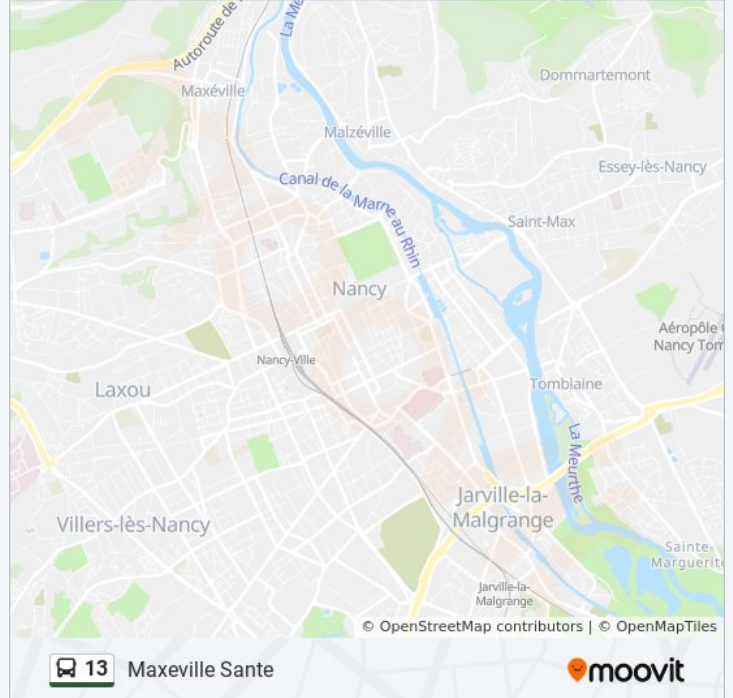 La Me
Autoroute de
Maxéville
Dommartemont
Malzéville
Essey-lès-Nancy
Canal de la Marne au Rhin
Saint-Max
Nancy
Aéropôle
Nancy Tom
Nancy-Ville
Laxou
Tomblaine
La Meurthe
Jarville-la-
Malgrange
Villers-lès-Nancy
Sainte-
Marguerite
Jarville-la-
Malgrange
© OpenStreetMap contributors | © OpenMapTiles
13 Maxeville Sante
moovit